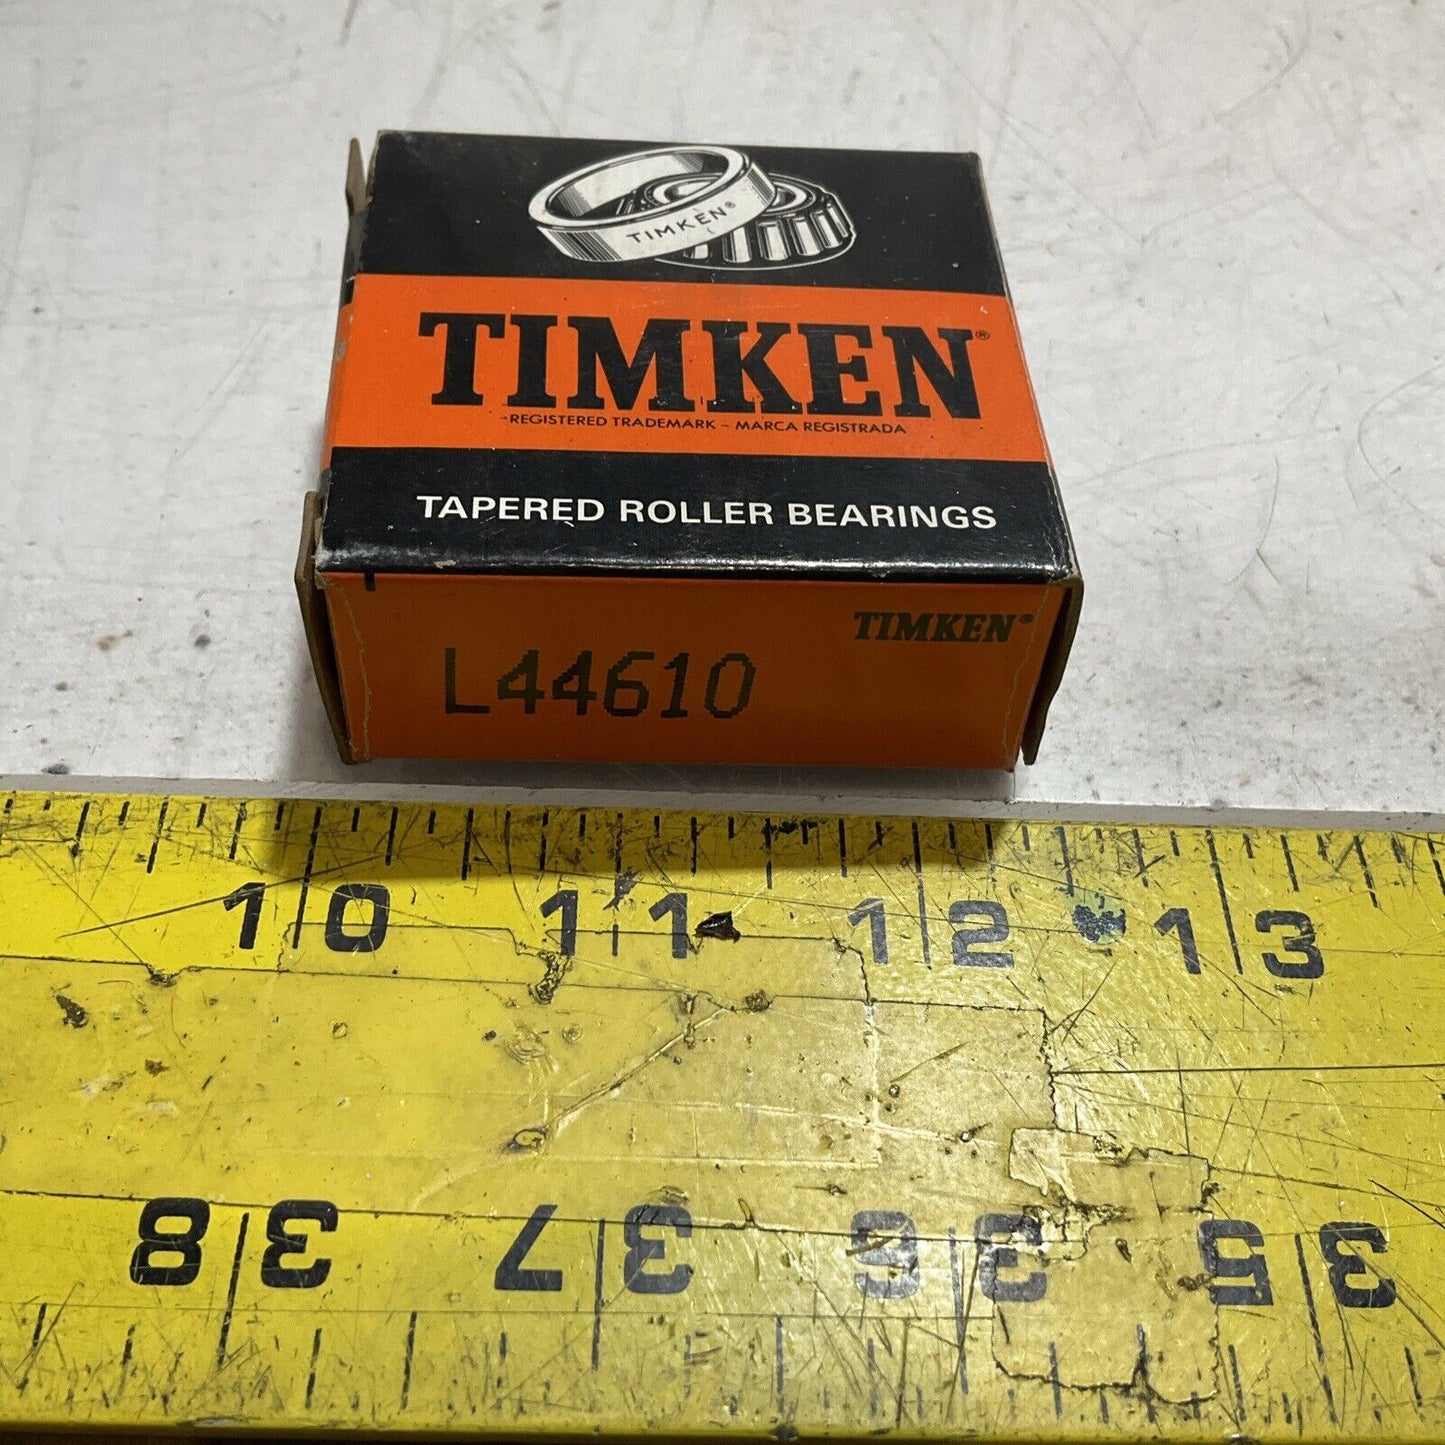 TIMKEN®
TIMKEN®
REGISTERED TRADEMARK – MARCA REGISTRADA
TAPERED ROLLER BEARINGS
TIMKEN®
L44610
10 11 12 13
38 37 36 35